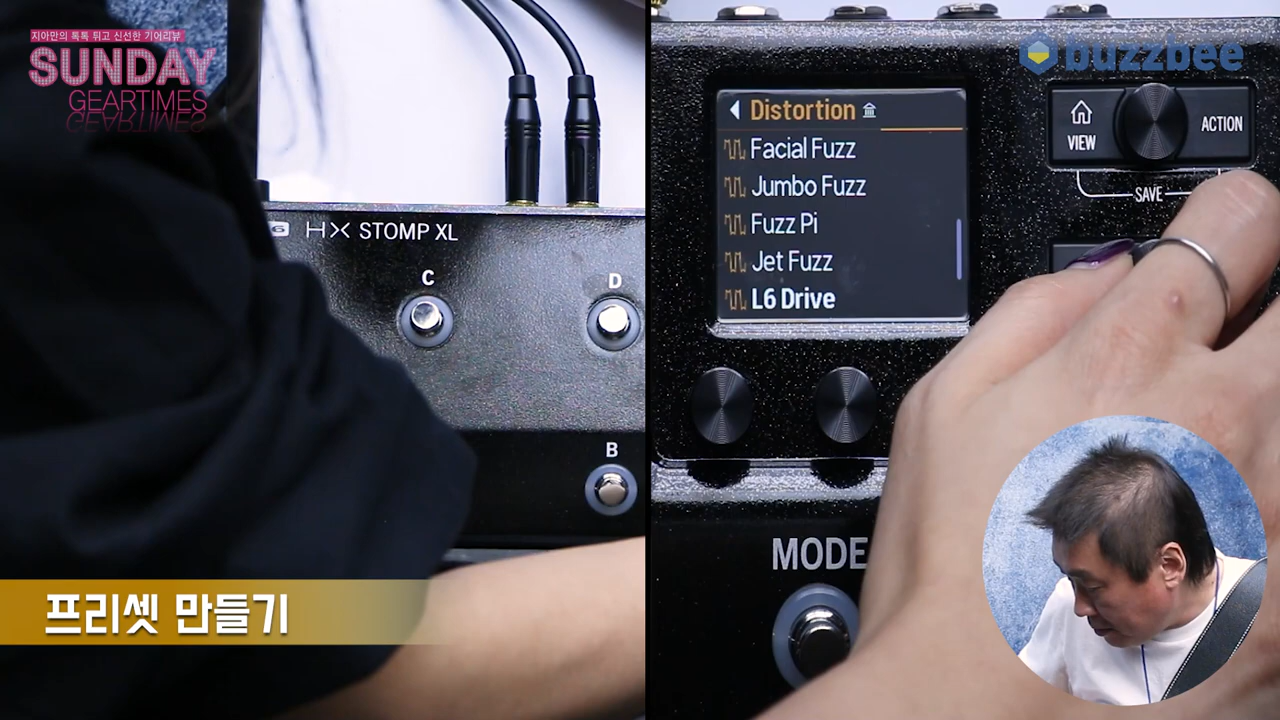 지아만의 톡톡 튀고 신선한 기어리뷰
SUNDAY
GEARTIMES
buzzbee
6 HX STOMP XL
C
D
B
Distortion
Facial Fuzz
Jumbo Fuzz
Fuzz Pi
Jet Fuzz
L6 Drive
VIEW
ACTION
SAVE
MODE
프리셋 만들기